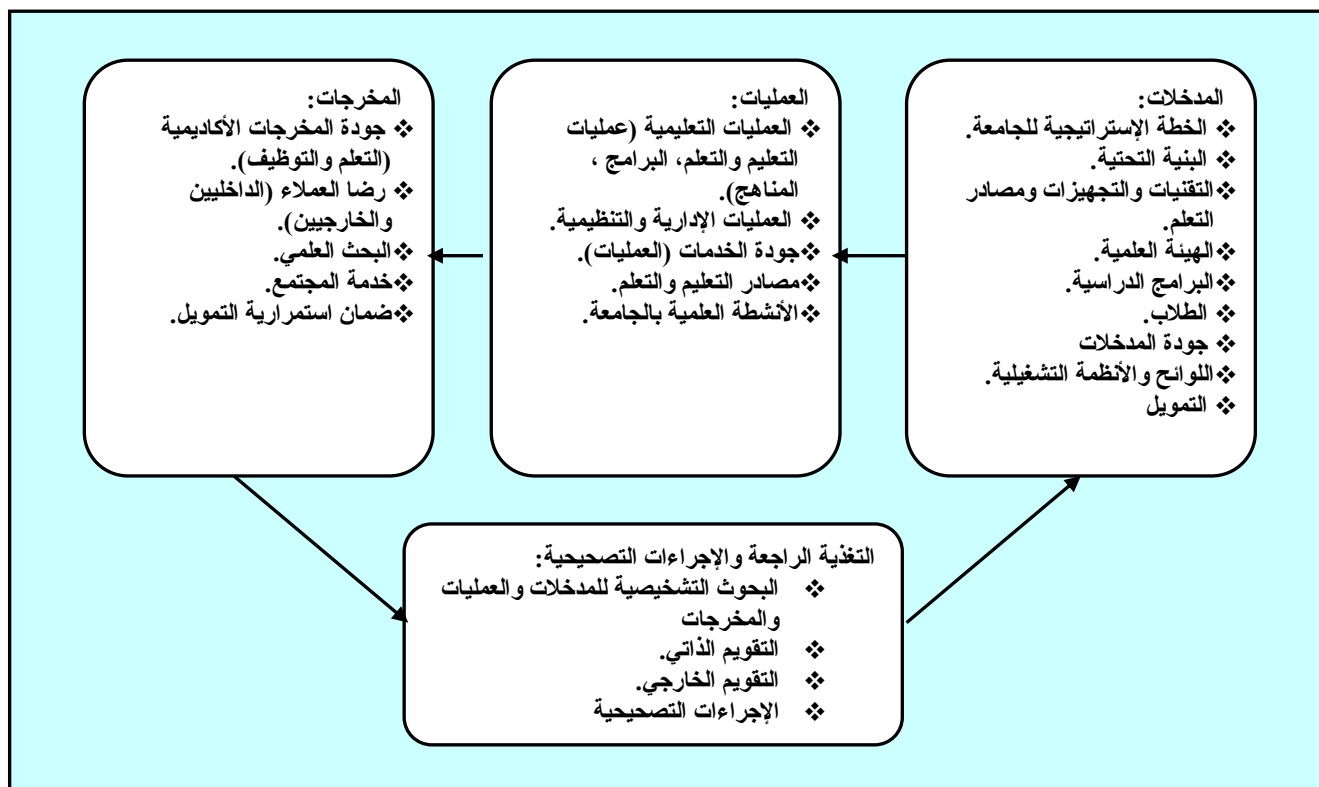 المدخلات:
❖ الخطة الإستراتيجية للجامعة.
❖ البنية التحتية.
❖التقنيات والتجهيزات ومصادر
التعلم.
❖ الهيئة العلمية.
❖البرامج الدراسية.
❖ الطلاب.
❖ جودة المدخلات
❖اللوائح والأنظمة التشغيلية.
❖ التمويل
العمليات:
❖ العمليات التعليمية (عمليات
التعليم والتعلم، البرامج ،
المناهج).
❖ العمليات الإدارية والتنظيمية.
❖جودة الخدمات (العمليات).
❖مصادر التعليم والتعلم.
❖الأنشطة العلمية بالجامعة.
المخرجات:
❖ جودة المخرجات الأكاديمية
(التعلم والتوظيف).
❖ رضا العملاء (الداخليين
والخارجيين).
❖البحث العلمي.
❖خدمة المجتمع.
❖ضمان استمرارية التمويل.
التغذية الراجعة والإجراءات التصحيحية:
❖ البحوث التشخيصية للمدخلات والعمليات
والمخرجات
❖ التقويم الذاتي.
❖ التقويم الخارجي.
❖ الإجراءات التصحيحية